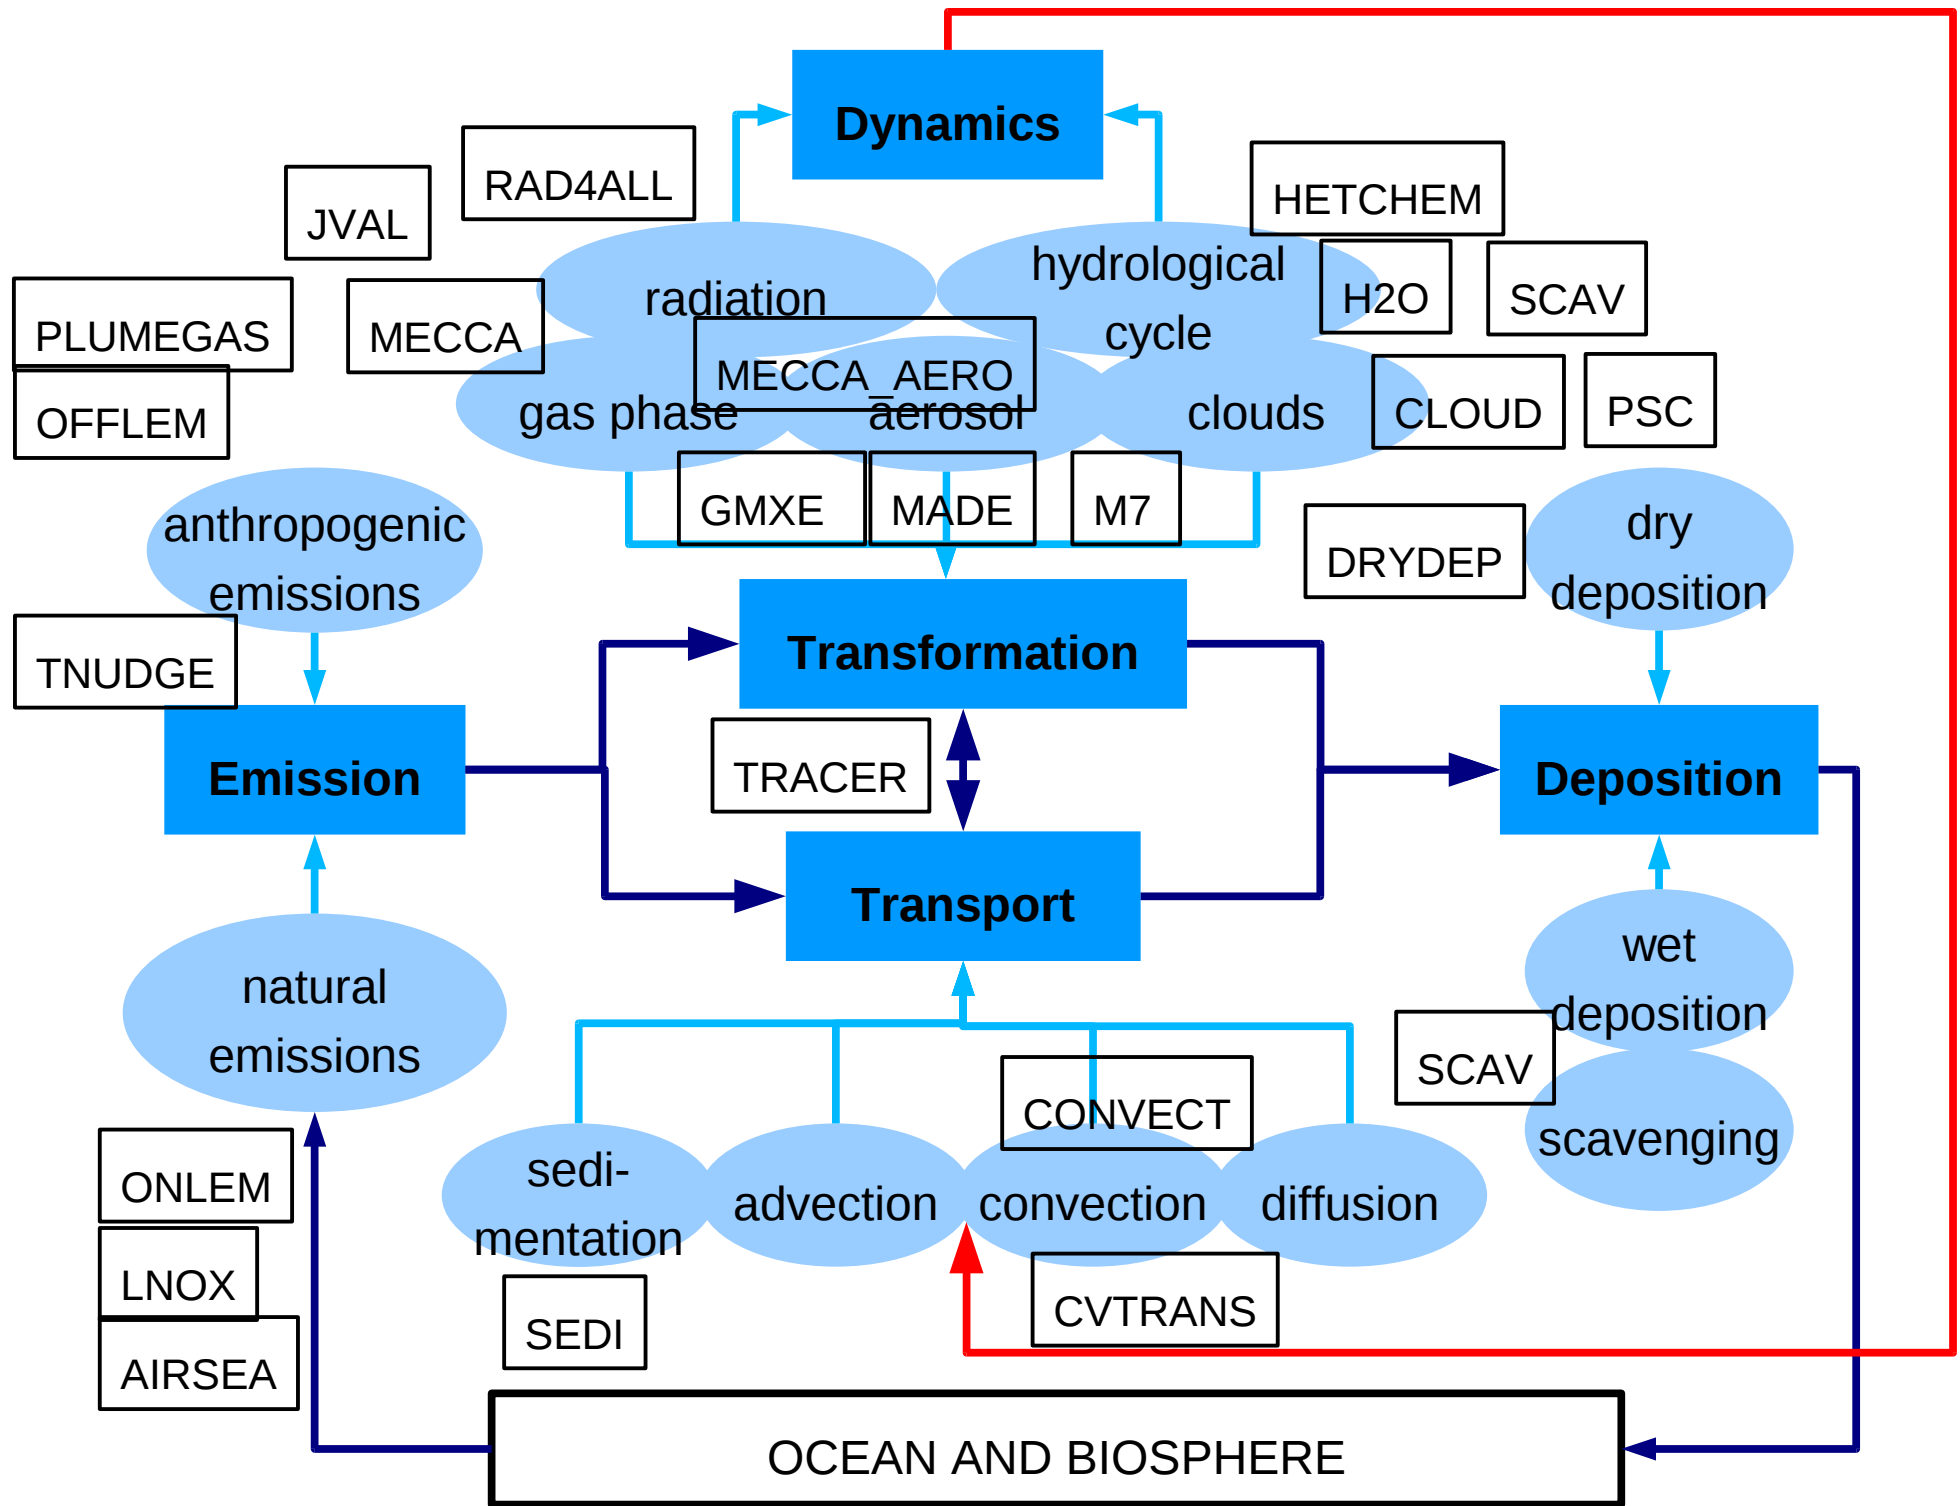 Dynamics
RAD4ALL
HETCHEM
JVAL
hydrological
cycle
radiation
H2O
SCAV
PLUMEGAS
MECCA
MECCA_AERO
OFFLEM
gas phase
aerosol
clouds
CLOUD
PSC
GMXE
MADE
M7
anthropogenic
emissions
DRYDEP
dry
deposition
TNUDGE
Transformation
Emission
TRACER
Deposition
Transport
natural
emissions
wet
deposition
SCAV
scavenging
CONVECT
ONLEM
sedi-
mentation
advection
convection
diffusion
LNOX
CVTRANS
SEDI
AIRSEA
OCEAN AND BIOSPHERE